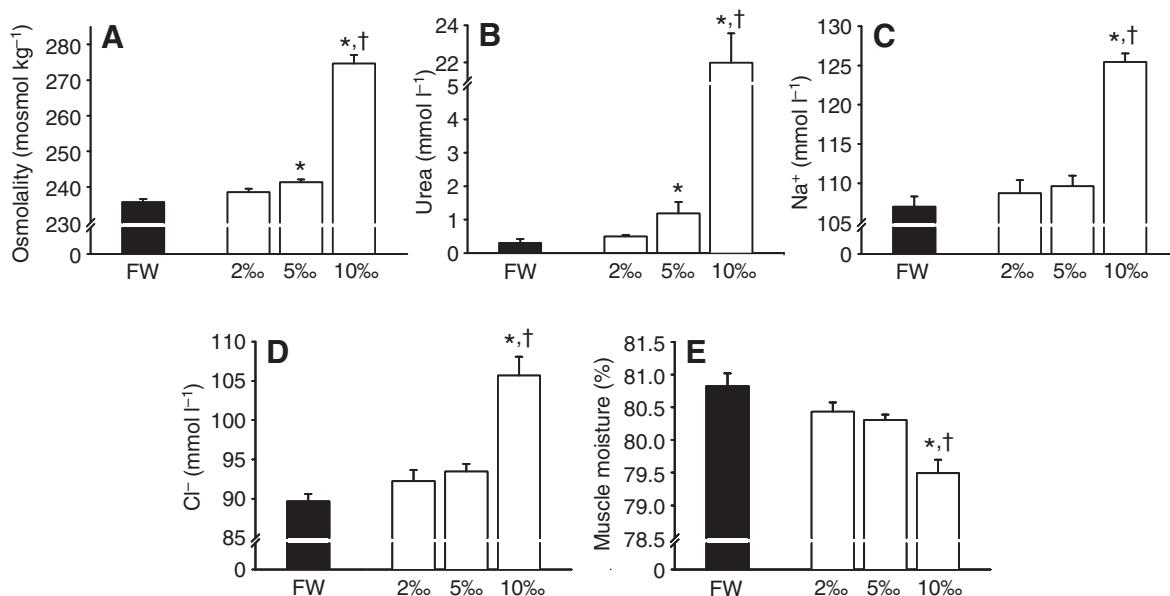 A
Osmolality (mosmol kg⁻¹)
280
270
260
250
240
230
0
*
*,†
FW 2‰ 5‰ 10‰
B
Urea (mmol l⁻¹)
24
22
5
4
3
2
1
0
*
*,†
FW 2‰ 5‰ 10‰
C
Na⁺ (mmol l⁻¹)
130
125
120
115
110
105
0
*,†
FW 2‰ 5‰ 10‰
D
Cl⁻ (mmol l⁻¹)
110
105
100
95
90
85
0
*,†
FW 2‰ 5‰ 10‰
E
Muscle moisture (%)
81.5
81.0
80.5
80.0
79.5
79.0
78.5
0
*,†
FW 2‰ 5‰ 10‰